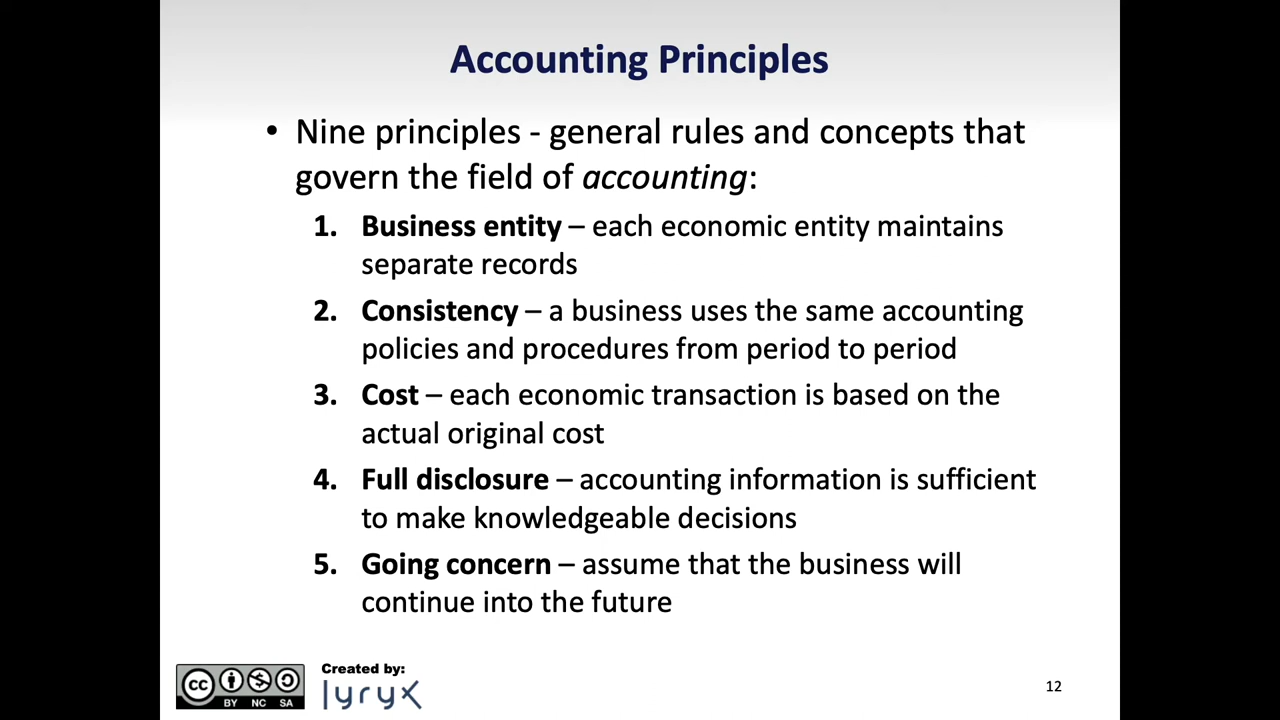 Accounting Principles
• Nine principles - general rules and concepts that
govern the field of accounting:
1. Business entity – each economic entity maintains
separate records
2. Consistency – a business uses the same accounting
policies and procedures from period to period
3. Cost – each economic transaction is based on the
actual original cost
4. Full disclosure – accounting information is sufficient
to make knowledgeable decisions
5. Going concern – assume that the business will
continue into the future
cc
BY NC SA
Created by:
lyryx
12